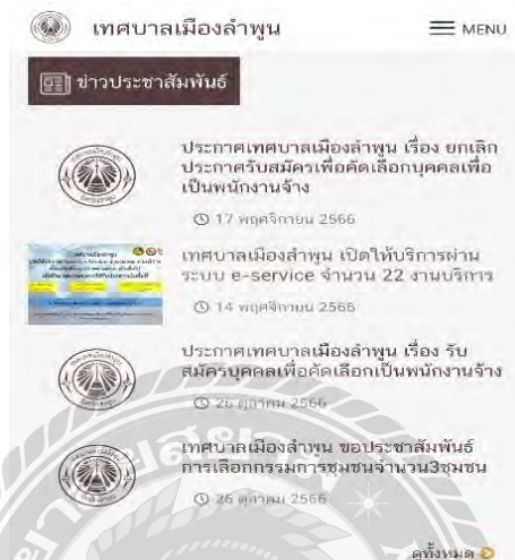 เทศบาลเมืองลำพูน
MENU
ข่าวประชาสัมพันธ์
ประกาศเทศบาลเมืองลำพูน เรื่อง ยกเลิก
ประกาศรับสมัครเพื่อคัดเลือกบุคคลเพื่อ
เป็นพนักงานจ้าง
17 พฤศจิกายน 2566
เทศบาลเมืองลำพูน เปิดให้บริการผ่าน
ระบบ e-service จำนวน 22 งานบริการ
14 พฤศจิกายน 2566
ประกาศเทศบาลเมืองลำพูน เรื่อง รับ
สมัครบุคคลเพื่อคัดเลือกเป็นพนักงานจ้าง
26 ตุลาคม 2566
เทศบาลเมืองลำพูน ขอประชาสัมพันธ์
การเลือกกรรมการชุมชนจำนวน3ชุมชน
26 ตุลาคม 2566
ดูทั้งหมด